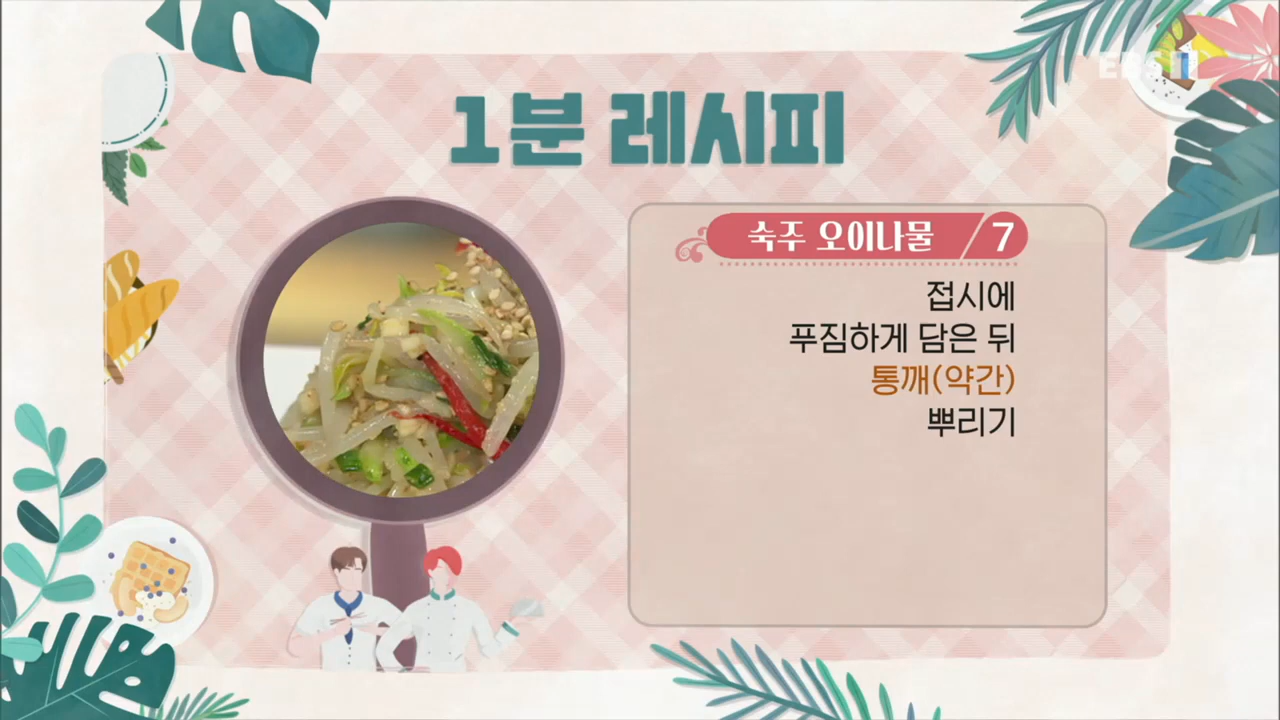 EBS
1분 레시피
숙주 오이나물 7
접시에
푸짐하게 담은 뒤
통깨(약간)
뿌리기